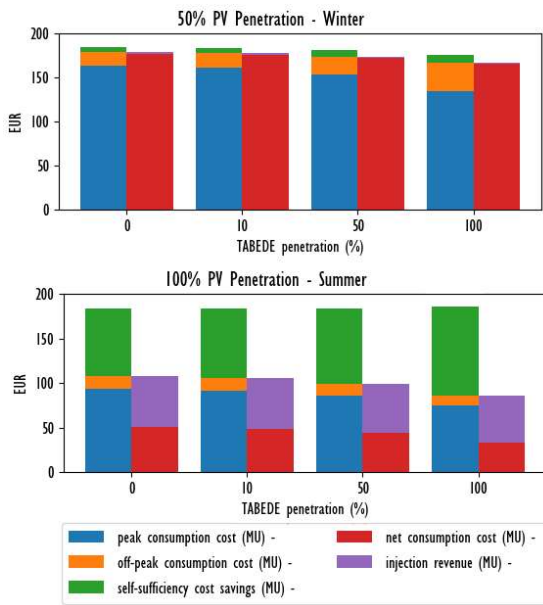 50% PV Penetration - Winter
200
150
100
50
0
EUR
0 10 50 100
TABEDE penetration (%)
100% PV Penetration - Summer
200
150
100
50
0
EUR
0 10 50 100
TABEDE penetration (%)
peak consumption cost (MU) - net consumption cost (MU) -
off-peak consumption cost (MU) - injection revenue (MU) -
self-sufficiency cost savings (MU) -